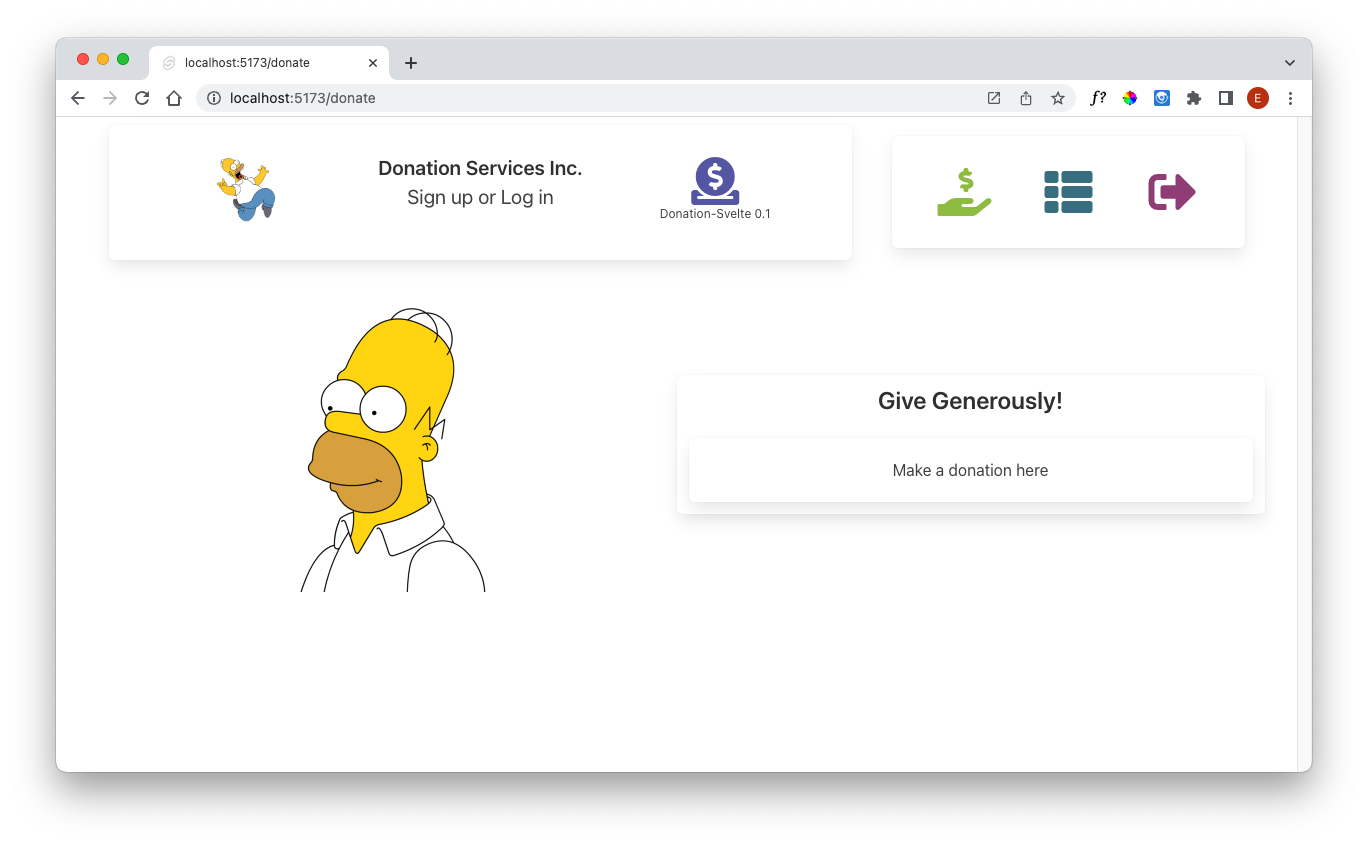 localhost:5173/donate
localhost:5173/donate
f?
E
Donation Services Inc.
Sign up or Log in
Donation-Svelte 0.1
Give Generously!
Make a donation here